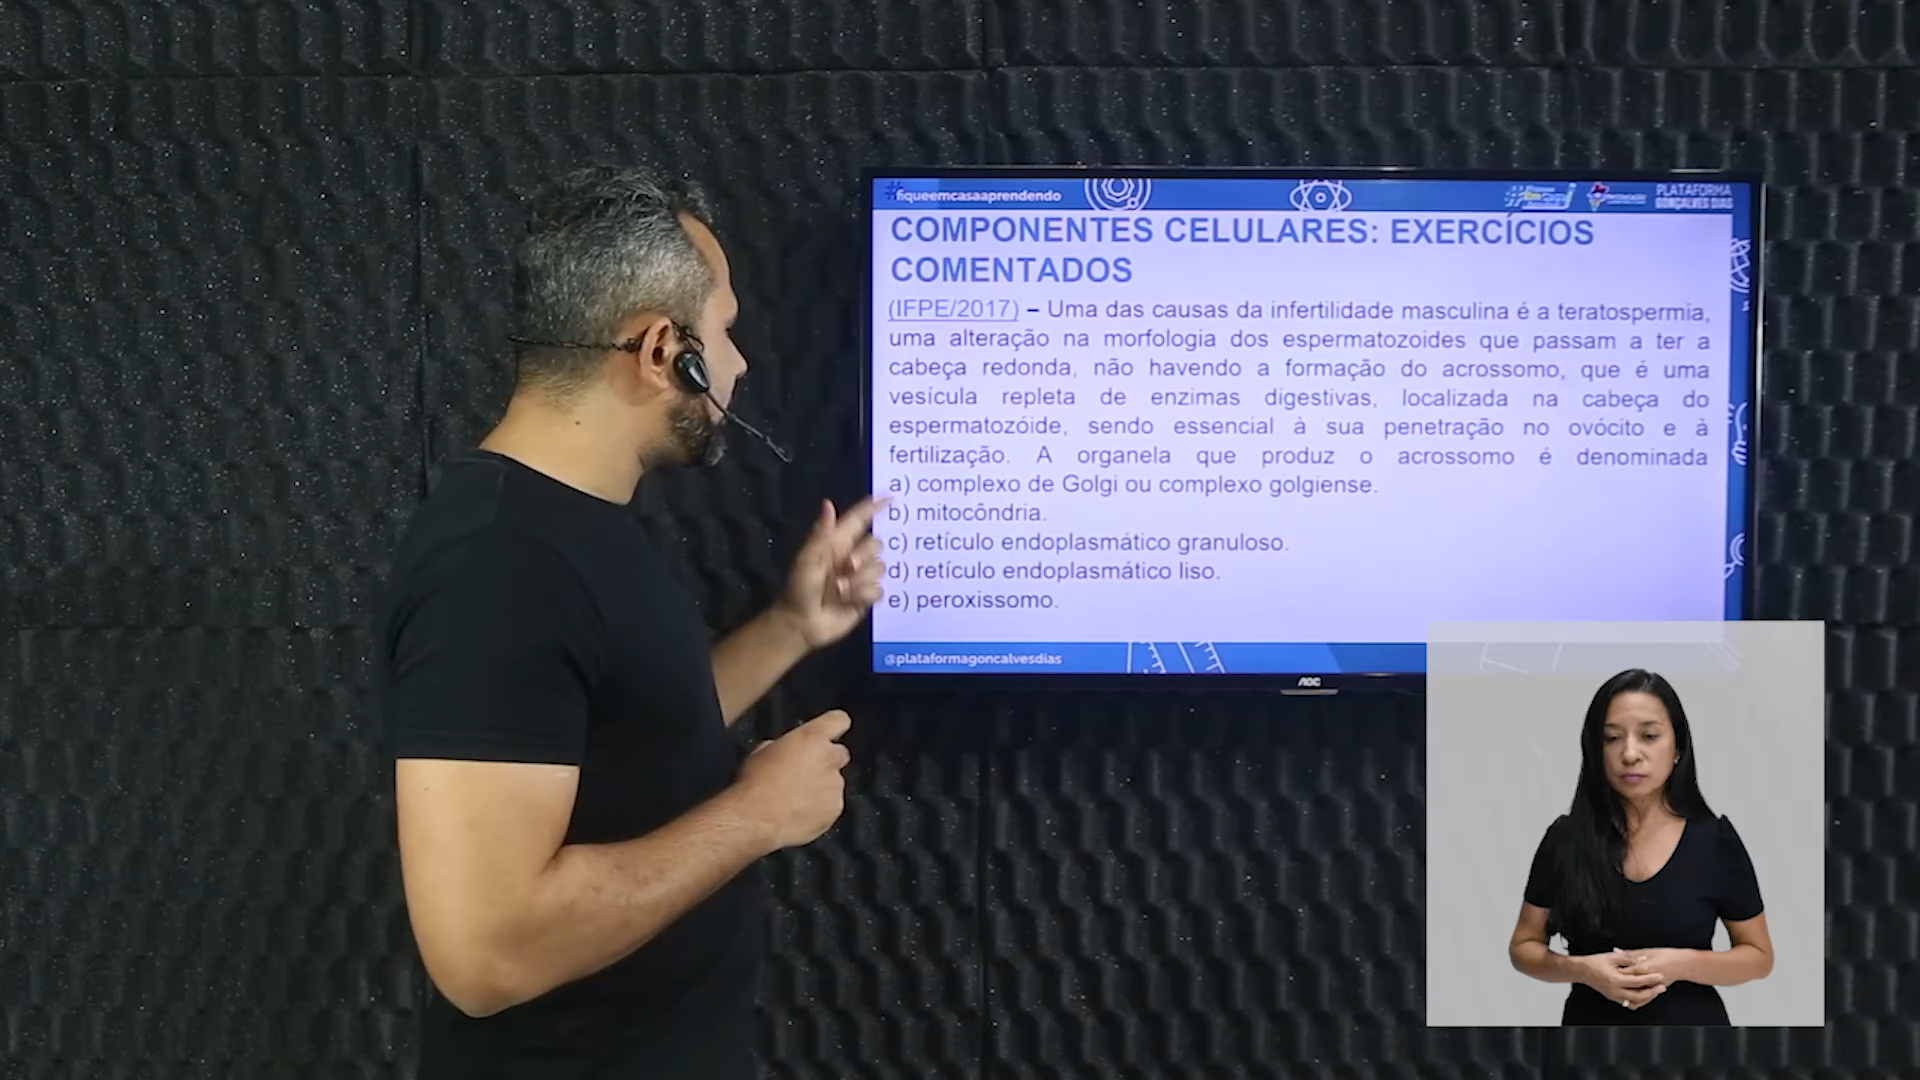 #fiqueemcasaaprendendo
PLATAFORMA
GONÇALVES DIAS
COMPONENTES CELULARES: EXERCÍCIOS
COMENTADOS
(IFPE/2017) – Uma das causas da infertilidade masculina é a teratospermia,
uma alteração na morfologia dos espermatozoides que passam a ter a
cabeça redonda, não havendo a formação do acrossomo, que é uma
vesícula repleta de enzimas digestivas, localizada na cabeça do
espermatozóide, sendo essencial à sua penetração no ovócito e à
fertilização. A organela que produz o acrossomo é denominada
a) complexo de Golgi ou complexo golgiense.
b) mitocôndria.
c) retículo endoplasmático granuloso.
d) retículo endoplasmático liso.
e) peroxissomo.
@plataformagoncalvesdias
AOC